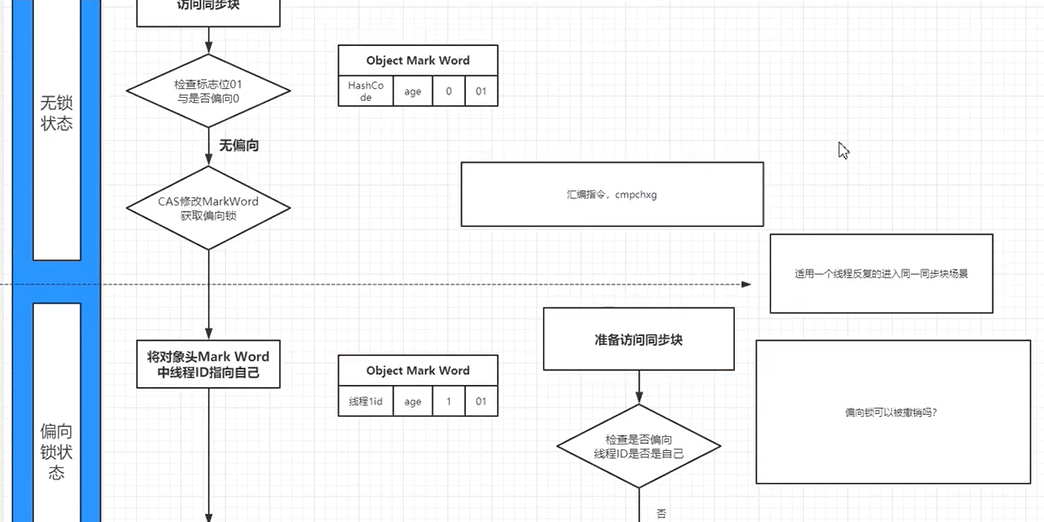 访问同步块
Object Mark Word
HashCo
de
age
0
01
检查标志位01
与是否偏向0
无锁
状态
无偏向
CAS修改MarkWord
获取偏向锁
汇编指令，cmpchxg
适用一个线程反复的进入同一同步块场景
准备访问同步块
将对象头Mark Word
中线程ID指向自己
Object Mark Word
线程1id
age
1
01
偏向锁可以被撤销吗?
偏向
锁状
态
检查是否偏向
线程ID是否是自己
否